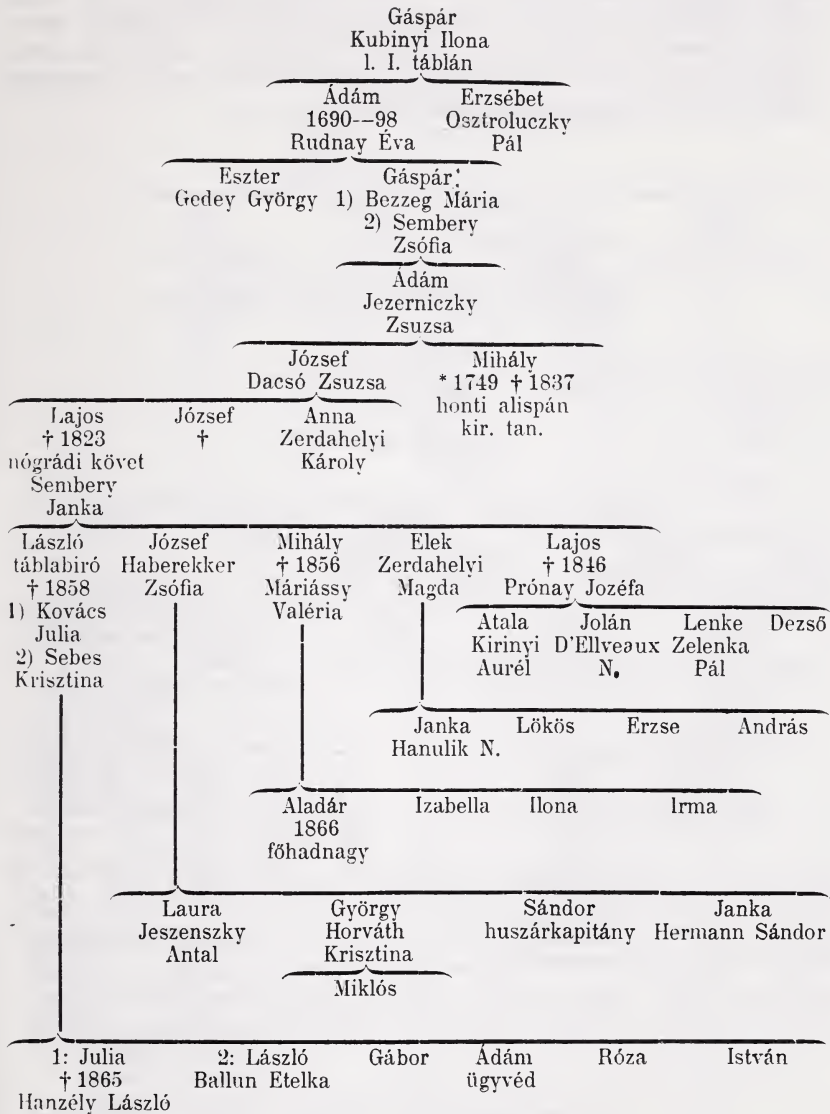 Gáspár
Kubinyi Ilona
l. I. táblán
Ádám Erzsébet
1690--98 Osztroluczky
Rudnay Éva Pál
Eszter Gáspár
Gedey György 1) Bezzeg Mária
2) Sembery
Zsófia
Ádám
Jezerniczky
Zsuzsa
József Mihály
Dacsó Zsuzsa * 1749 † 1837
honti alispán
kir. tan.
Lajos József Anna
† 1823 † Zerdahelyi
nógrádi követ Károly
Sembery
Janka
László József Mihály Elek Lajos
táblabiró Haberekker † 1856 Zerdahelyi † 1846
† 1858 Zsófia Máriássy Magda Prónay Jozéfa
1) Kovács Valéria
Julia
2) Sebes
Krisztina
Atala Jolán Lenke Dezső
Kirinyi D'Ellveaux Zelenka
Aurél N. Pál
Janka Lökös Erzse András
Hanulik N.
Aladár Izabella Ilona Irma
1866
főhadnagy
Laura György Sándor Janka
Jeszenszky Horváth huszárkapitány Hermann Sándor
Antal Krisztina
Miklós
1: Julia 2: László Gábor Ádám Róza István
† 1865 Ballun Etelka ügyvéd
Hanzély László